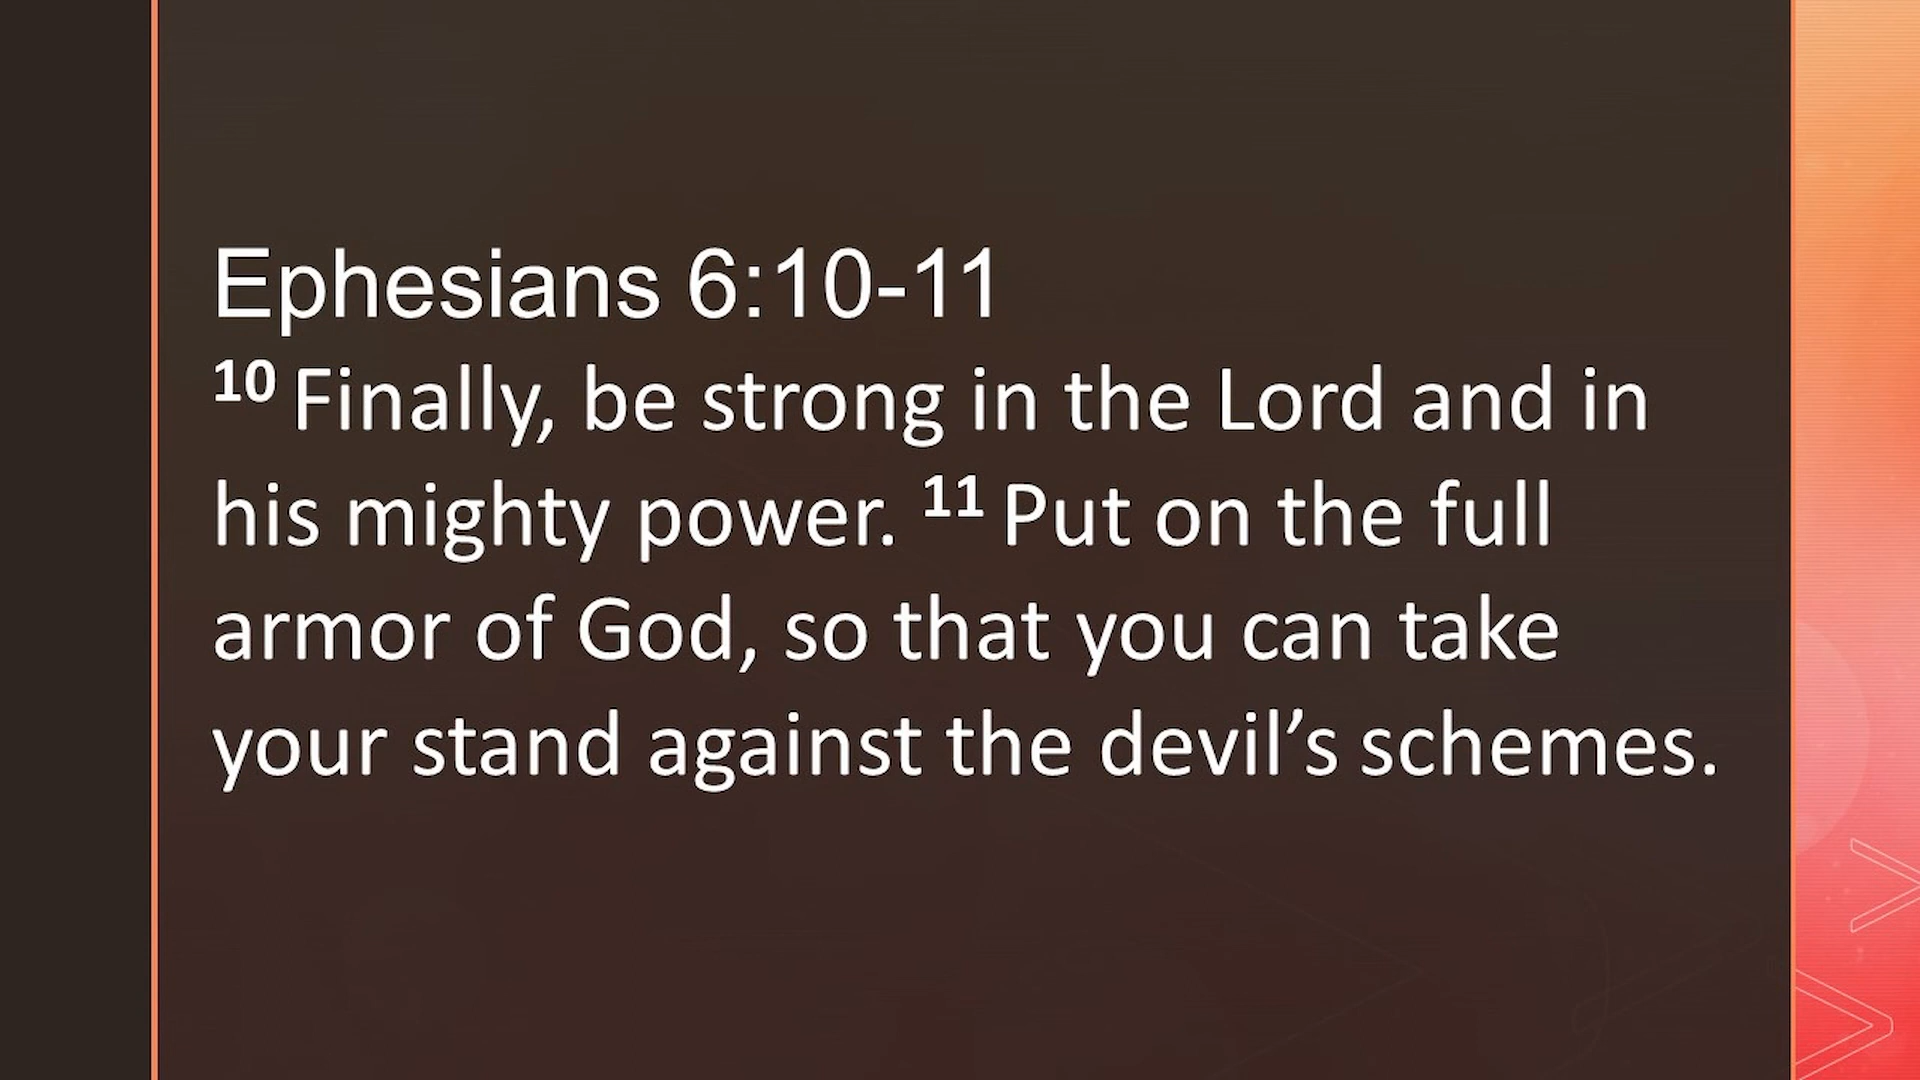 Ephesians 6:10-11
10 Finally, be strong in the Lord and in
his mighty power. 11 Put on the full
armor of God, so that you can take
your stand against the devil’s schemes.